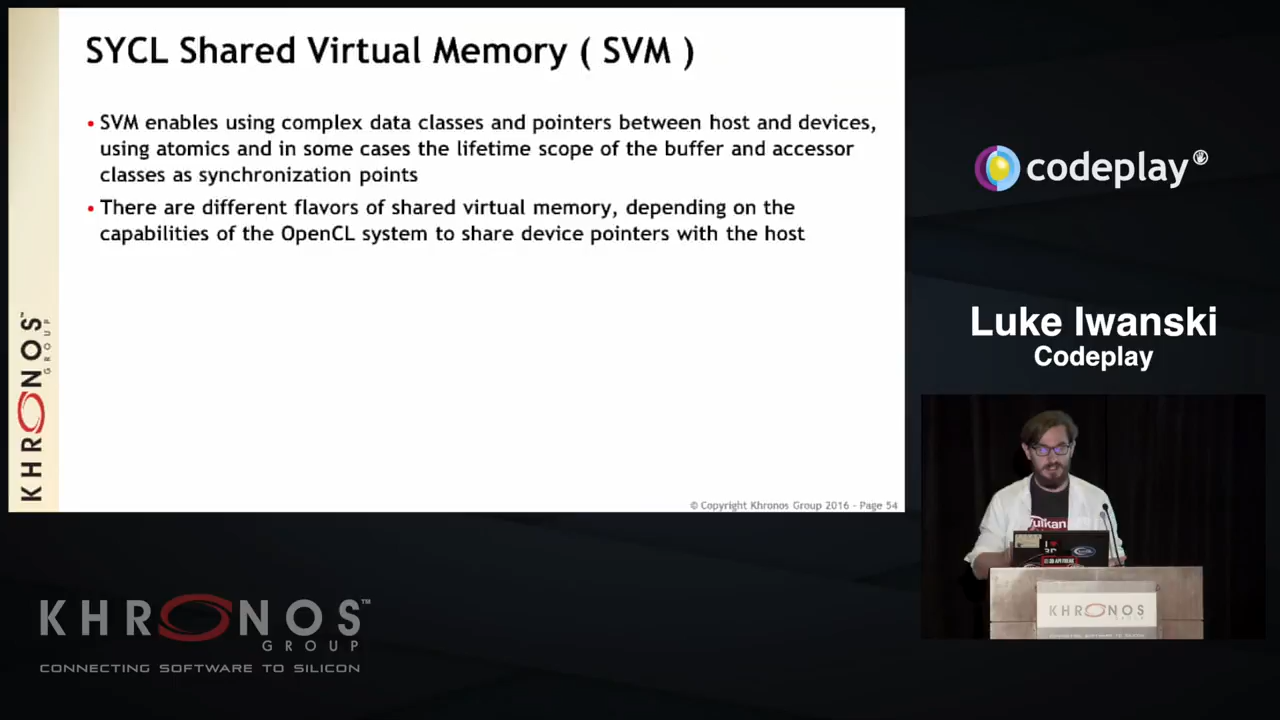 SYCL Shared Virtual Memory ( SVM )
• SVM enables using complex data classes and pointers between host and devices,
using atomics and in some cases the lifetime scope of the buffer and accessor
classes as synchronization points
• There are different flavors of shared virtual memory, depending on the
capabilities of the OpenCL system to share device pointers with the host
KHRONOS™
GROUP
© Copyright Khronos Group 2016 - Page 54
codeplay®
Luke Iwanski
Codeplay
Vulkan
KHRONOS
KHRONOS™
GROUP
CONNECTING SOFTWARE TO SILICON